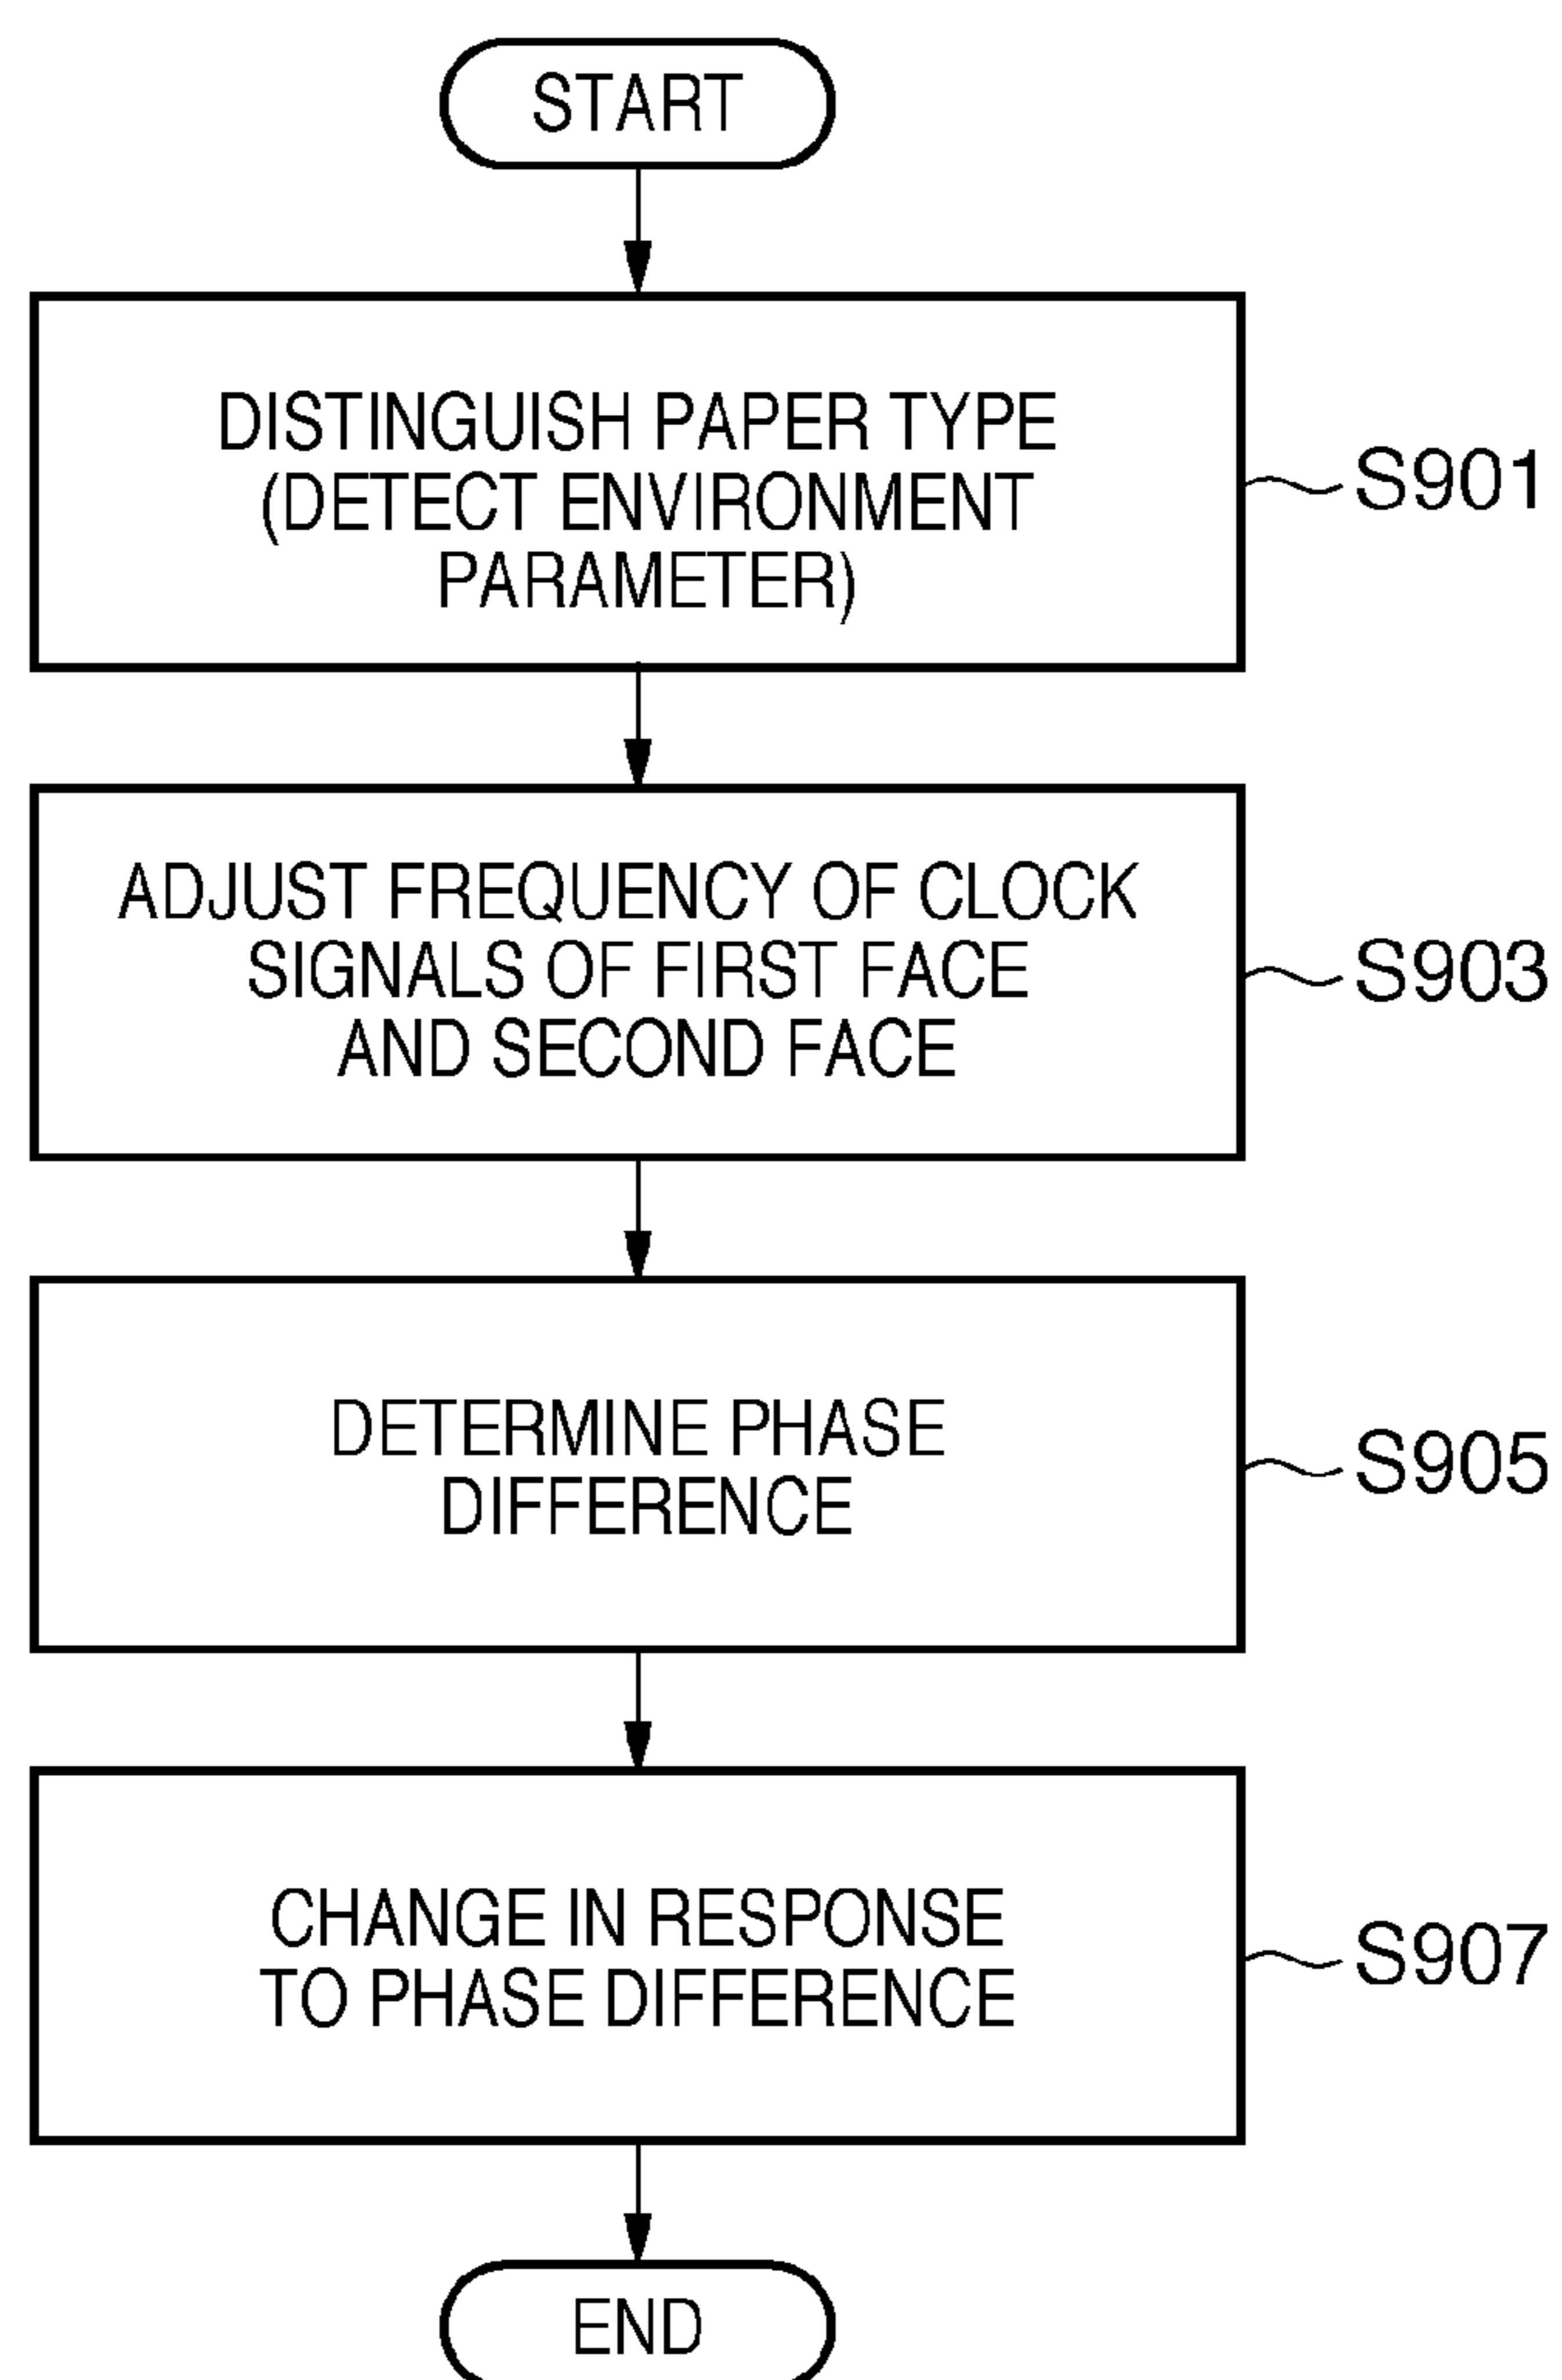 START
DISTINGUISH PAPER TYPE
(DETECT ENVIRONMENT
PARAMETER)
S901
ADJUST FREQUENCY OF CLOCK
SIGNALS OF FIRST FACE
AND SECOND FACE
S903
DETERMINE PHASE
DIFFERENCE
S905
CHANGE IN RESPONSE
TO PHASE DIFFERENCE
S907
END